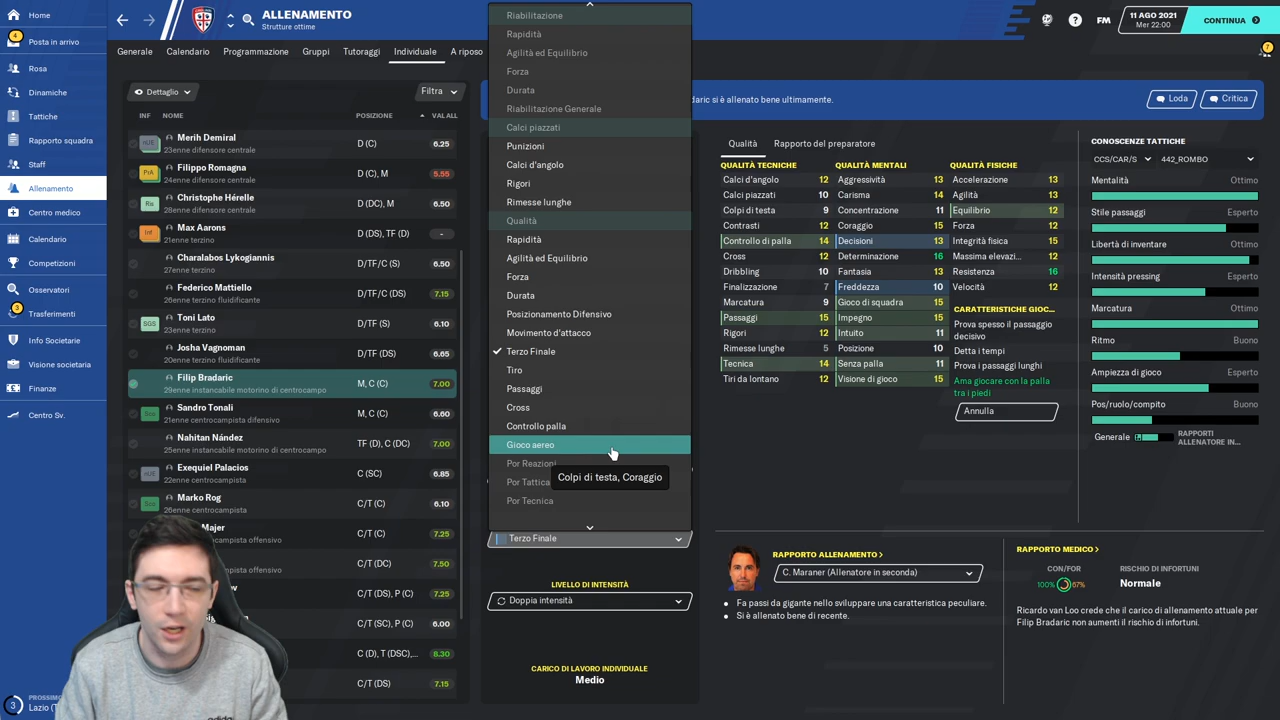 Home
4
Posta in arrivo
Rosa
Dinamiche
Tattiche
Rapporto squadra
Staff
Allenamento
Centro medico
Calendario
Competizioni
Osservatori
3
Trasferimenti
Info Societarie
Visione societaria
Finanze
Centro Sv.
3
PROSSIMO
Lazio (T
ALLENAMENTO
Strutture ottime
FM
11 AGO 2021
Mer 22:00
CONTINUA
7
Generale
Calendario
Programmazione
Gruppi
Tutoraggi
Individuale
A riposo
Dettaglio
Filtra
INF NOME POSIZIONE VALALL
Merih Demiral
23enne difensore centrale
D (C)
6.25
PrA
Filippo Romagna
24enne difensore centrale
D (C), M
5.55
Ris
Christophe Hérelle
28enne difensore centrale
D (DC), M
6.50
Inf
Max Aarons
21enne terzino
D (DS), TF (D)
-
Charalabos Lykogiannis
27enne terzino
D/TF/C (S)
6.50
Federico Mattiello
26enne terzino fluidificante
D/TF/C (DS)
7.15
SGS
Toni Lato
23enne terzino
D/TF (S)
6.10
Josha Vagnoman
20enne terzino fluidificante
D/TF (DS)
6.65
Filip Bradaric
29enne instancabile motorino di centrocampo
M, C (C)
7.00
Sco
Sandro Tonali
21enne centrocampista difensivo
M, C (C)
6.60
Nahitan Nández
25enne instancabile motorino di centrocampo
TF (D), C (DC)
7.00
nUE
Exequiel Palacios
22enne centrocampista
C (SC)
6.85
Sco
Marko Rog
26enne centrocampista
C/T (C)
6.10
Majer
ampista offensivo
C/T (C)
7.25
ampista offensivo
C/T (DC)
7.50
C/T (DS), P (C)
7.25
C/T (SC), P (C)
6.00
C (D), T (DSC),...
8.30
C/T (DS)
7.15
adidas
Riabilitazione
Rapidità
Agilità ed Equilibrio
Forza
Durata
Riabilitazione Generale
Calci piazzati
Punizioni
Calci d'angolo
Rigori
Rimesse lunghe
Qualità
Rapidità
Agilità ed Equilibrio
Forza
Durata
Posizionamento Difensivo
Movimento d'attacco
Terzo Finale
Tiro
Passaggi
Cross
Controllo palla
Gioco aereo
Por Reazioni
Colpi di testa, Coraggio
Por Tattica
Por Tecnica
Terzo Finale
LIVELLO DI INTENSITÀ
Doppia intensità
CARICO DI LAVORO INDIVIDUALE
Medio
daric si è allenato bene ultimamente.
Loda
Critica
Qualità
Rapporto del preparatore
QUALITÀ TECNICHE
Calci d'angolo 12
Calci piazzati 10
Colpi di testa 9
Contrasti 12
Controllo di palla 14
Cross 12
Dribbling 10
Finalizzazione 7
Marcatura 9
Passaggi 15
Rigori 12
Rimesse lunghe 5
Tecnica 14
Tiri da lontano 12
QUALITÀ MENTALI
Aggressività 13
Carisma 14
Concentrazione 11
Coraggio 15
Decisioni 13
Determinazione 16
Fantasia 13
Freddezza 10
Gioco di squadra 15
Impegno 15
Intuito 11
Posizione 10
Senza palla 11
Visione di gioco 15
QUALITÀ FISICHE
Accelerazione 13
Agilità 13
Equilibrio 12
Forza 12
Integrità fisica 15
Massima elevazi... 12
Resistenza 16
Velocità 12
CARATTERISTICHE GIOC...
Prova spesso il passaggio
decisivo
Detta i tempi
Prova i passaggi lunghi
Ama giocare con la palla
tra i piedi
Annulla
CONOSCENZE TATTICHE
CCS/CAR/S
442_ROMBO
Mentalità Ottimo
Stile passaggi Esperto
Libertà di inventare Ottimo
Intensità pressing Esperto
Marcatura Ottimo
Ritmo Buono
Ampiezza di gioco Esperto
Pos/ruolo/compito Buono
Generale
RAPPORTI
ALLENATORE IN...
RAPPORTO ALLENAMENTO >
C. Maraner (Allenatore in seconda)
• Fa passi da gigante nello sviluppare una caratteristica peculiare.
• Si è allenato bene di recente.
RAPPORTO MEDICO >
CON/FOR
100% 67%
RISCHIO DI INFORTUNI
Normale
Ricardo van Loo crede che il carico di allenamento attuale per
Filip Bradaric non aumenti il rischio di infortuni.